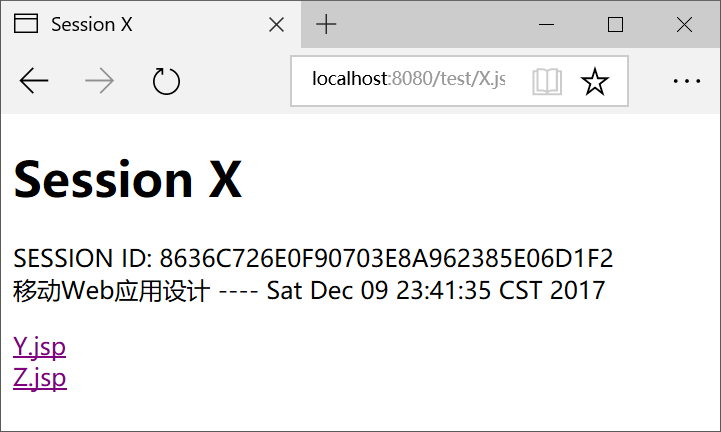 Session X
localhost:8080/test/X.js
Session X
SESSION ID: 8636C726E0F90703E8A962385E06D1F2
移动Web应用设计 ---- Sat Dec 09 23:41:35 CST 2017
Y.jsp
Z.jsp